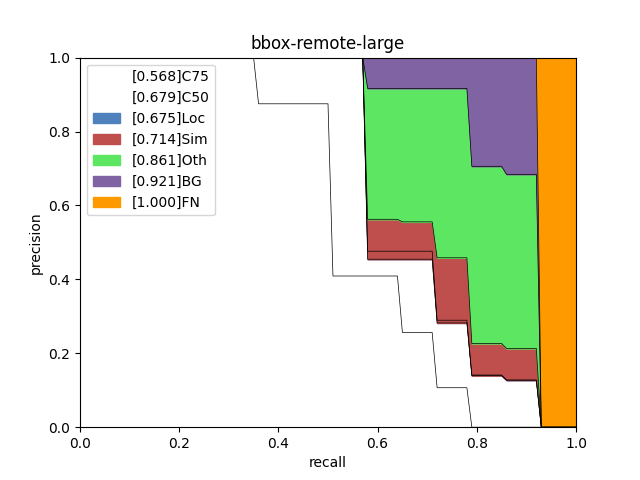 bbox-remote-large
[0.568]C75
[0.679]C50
[0.675]Loc
[0.714]Sim
[0.861]Oth
[0.921]BG
[1.000]FN
1.0
0.8
0.6
0.4
0.2
0.0
precision
0.0 0.2 0.4 0.6 0.8 1.0
recall